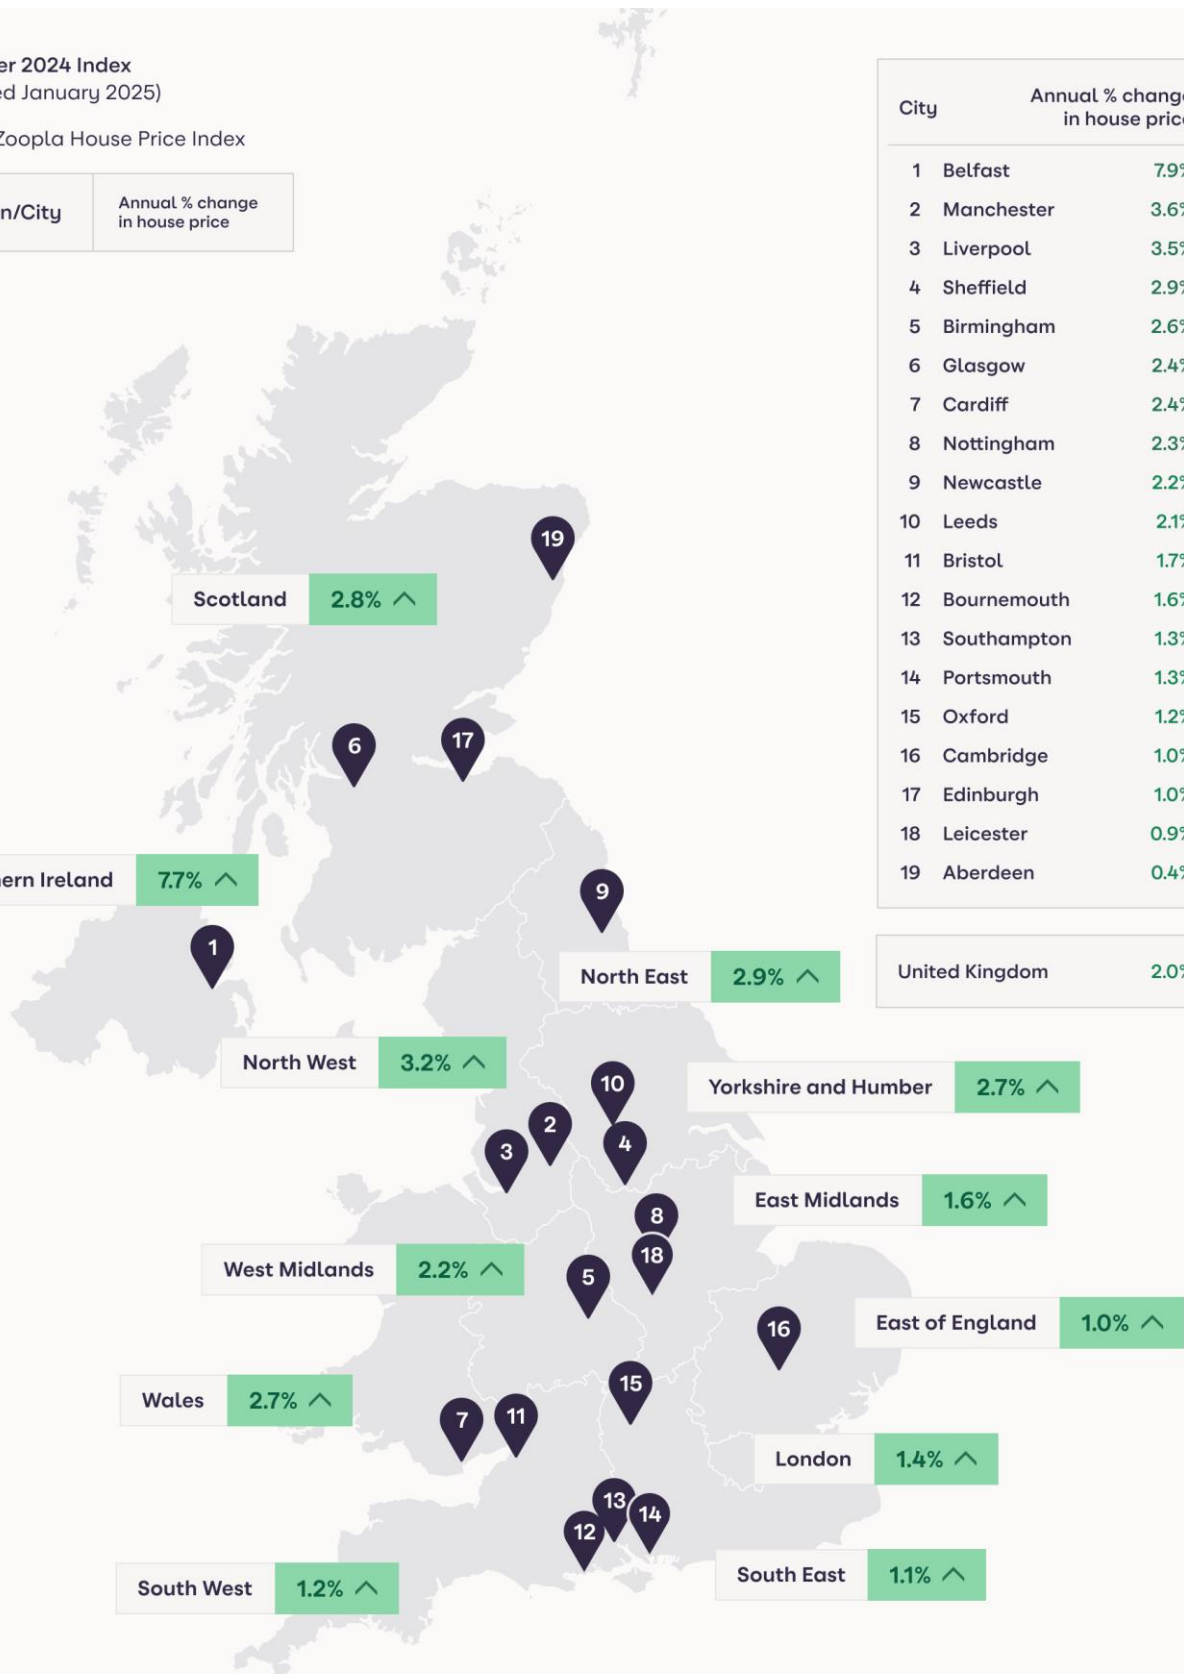 er 2024 Index
ed January 2025)
Zoopla House Price Index
n/City
Annual % change
in house price
City
Annual % change
in house price
1 Belfast 7.9%
2 Manchester 3.6%
3 Liverpool 3.5%
4 Sheffield 2.9%
5 Birmingham 2.6%
6 Glasgow 2.4%
7 Cardiff 2.4%
8 Nottingham 2.3%
9 Newcastle 2.2%
10 Leeds 2.1%
11 Bristol 1.7%
12 Bournemouth 1.6%
13 Southampton 1.3%
14 Portsmouth 1.3%
15 Oxford 1.2%
16 Cambridge 1.0%
17 Edinburgh 1.0%
18 Leicester 0.9%
19 Aberdeen 0.4%
United Kingdom 2.0%
19
Scotland 2.8%
6
17
ern Ireland 7.7%
9
1
North East 2.9%
North West 3.2%
10
Yorkshire and Humber 2.7%
2
3
4
East Midlands 1.6%
8
18
West Midlands 2.2%
5
16
East of England 1.0%
15
Wales 2.7%
7
11
London 1.4%
13
14
12
South West 1.2%
South East 1.1%